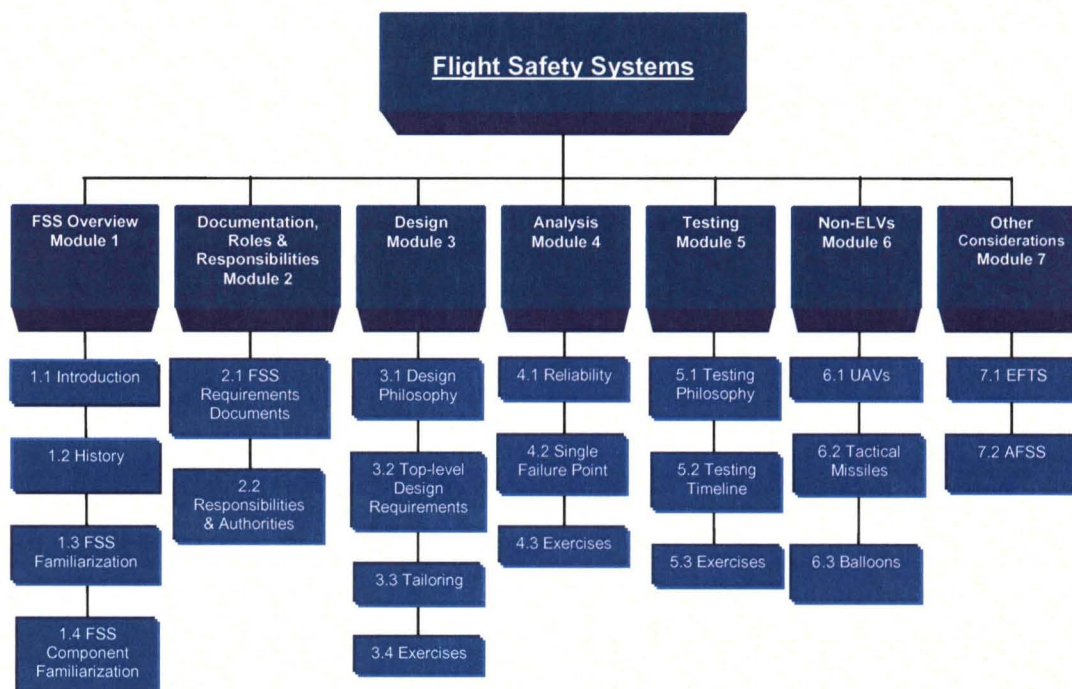 Flight Safety Systems
FSS Overview
Module 1
Documentation,
Roles &
Responsibilities
Module 2
Design
Module 3
Analysis
Module 4
Testing
Module 5
Non-ELVs
Module 6
Other
Considerations
Module 7
1.1 Introduction
1.2 History
1.3 FSS
Familiarization
1.4 FSS
Component
Familiarization
2.1 FSS
Requirements
Documents
2.2
Responsibilities
& Authorities
3.1 Design
Philosophy
3.2 Top-level
Design
Requirements
3.3 Tailoring
3.4 Exercises
4.1 Reliability
4.2 Single
Failure Point
4.3 Exercises
5.1 Testing
Philosophy
5.2 Testing
Timeline
5.3 Exercises
6.1 UAVs
6.2 Tactical
Missiles
6.3 Balloons
7.1 EFTS
7.2 AFSS